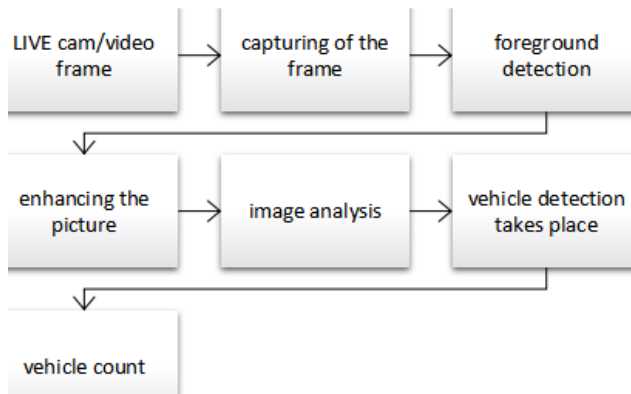 LIVE cam/video
frame
capturing of the
frame
foreground
detection
enhancing the
picture
image analysis
vehicle detection
takes place
vehicle count